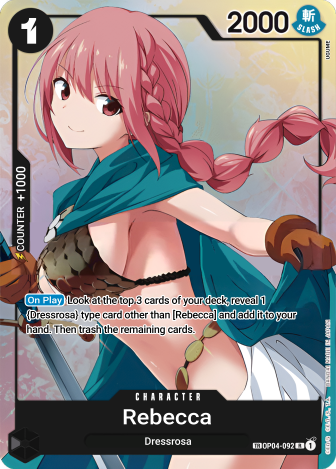 1
2000
斬
SLASH
UOUME
COUNTER +1000
On Play Look at the top 3 cards of your deck, reveal 1
{Dressrosa} type card other than [Rebecca] and add it to your
hand. Then trash the remaining cards.
CHARACTER
Rebecca
Dressrosa
OP04-092 R 1